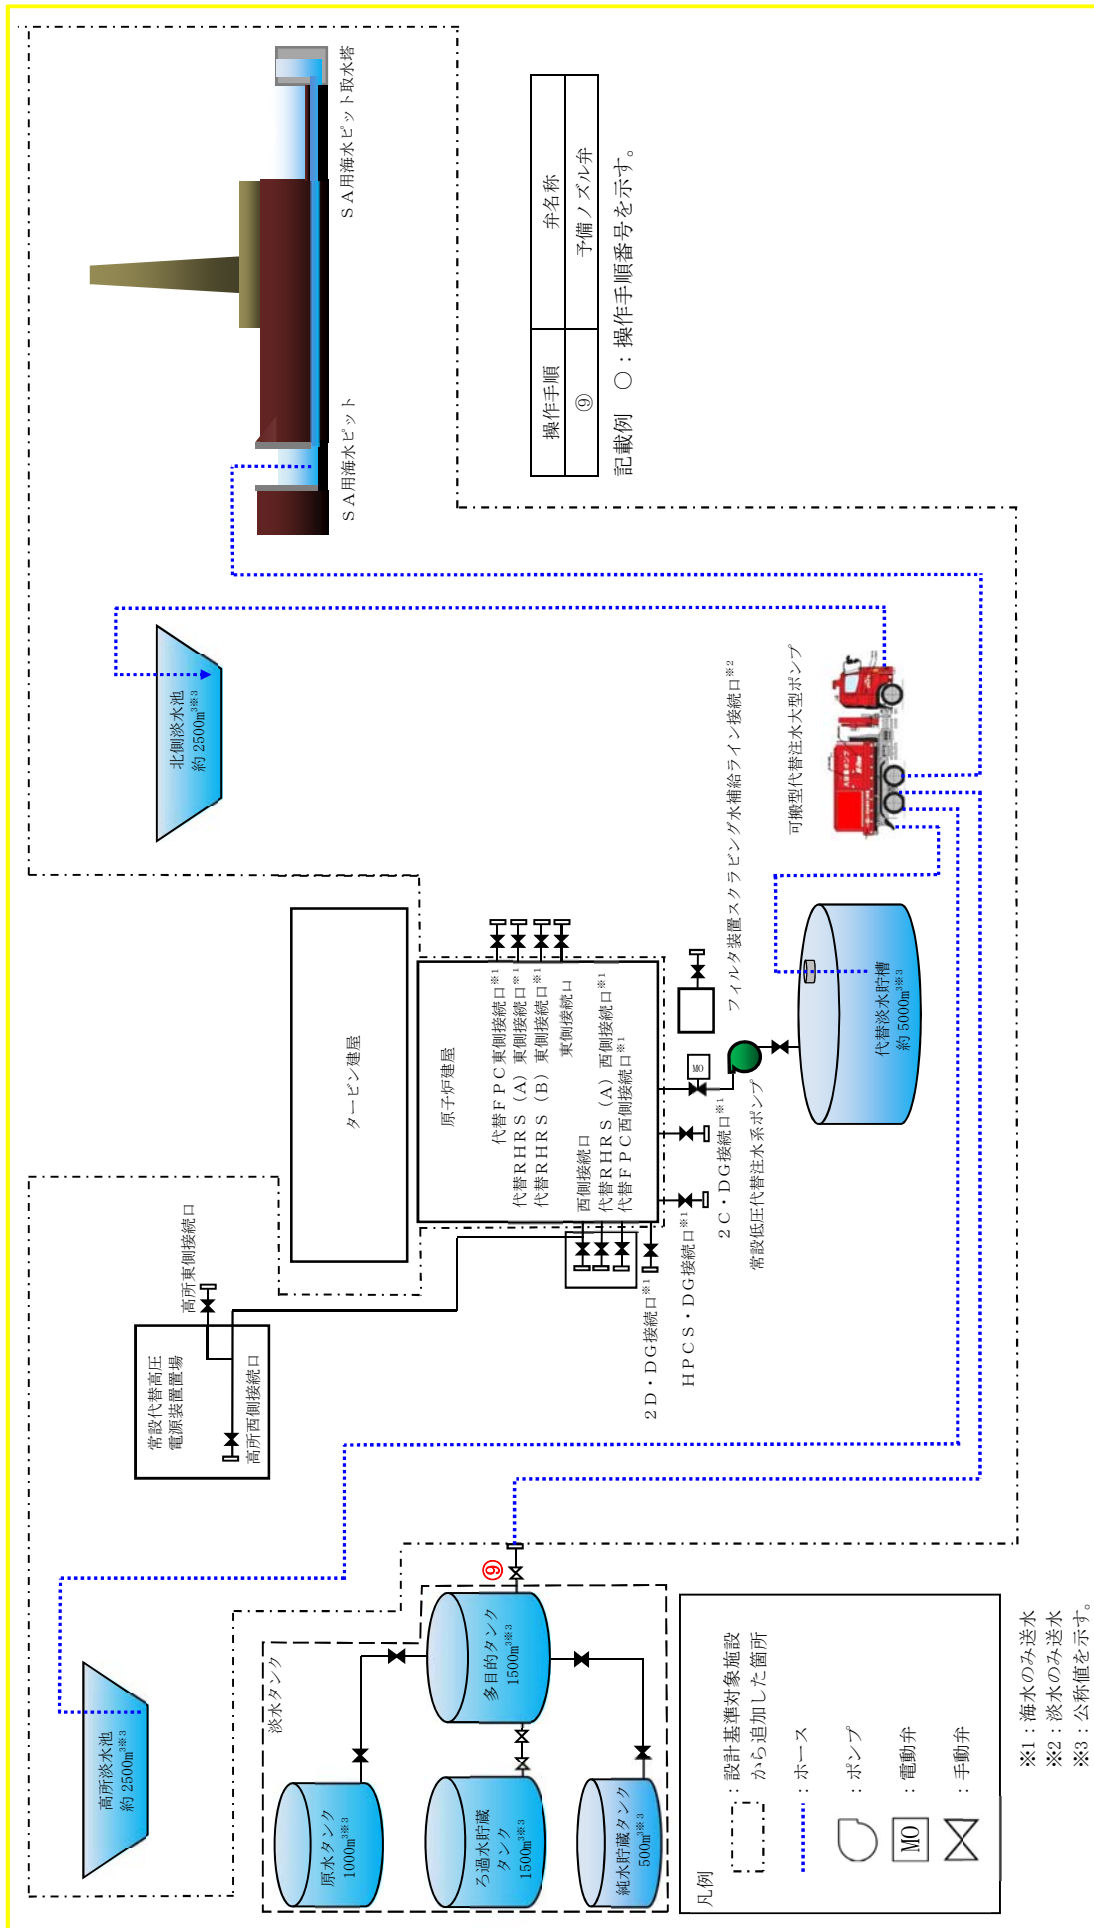 ＳＡ用海水ピット取水塔
ＳＡ用海水ピット
操作手順
弁名称
⑨
予備ノズル弁
記載例　○：操作手順番号を示す。
北側淡水池
約2500m³※3
可搬型代替注水大型ポンプ
フィルタ装置スクラビング水補給ライン接続口※2
タービン建屋
原子炉建屋
代替ＦＰＣ東側接続口※1
代替ＲＨＲＳ（Ａ）東側接続口※1
代替ＲＨＲＳ（Ｂ）東側接続口※1
東側接続口
西側接続口
代替ＲＨＲＳ（Ａ）西側接続口※1
代替ＦＰＣ西側接続口※1
代替淡水貯槽
約5000m³※3
MO
２Ｃ・ＤＧ接続口※1
常設低圧代替注水系ポンプ
ＨＰＣＳ・ＤＧ接続口※1
２Ｄ・ＤＧ接続口※1
高所東側接続口
常設代替高圧
電源装置置場
高所西側接続口
高所淡水池
約2500m³※3
⑨
淡水タンク
多目的タンク
1500m³※3
原水タンク
1000m³※3
ろ過水貯蔵
タンク
1500m³※3
純水貯蔵タンク
500m³※3
凡例
：設計基準対象施設
から追加した箇所
：ホース
：ポンプ
MO
：電動弁
：手動弁
※1：海水のみ送水
※2：淡水のみ送水
※3：公称値を示す。